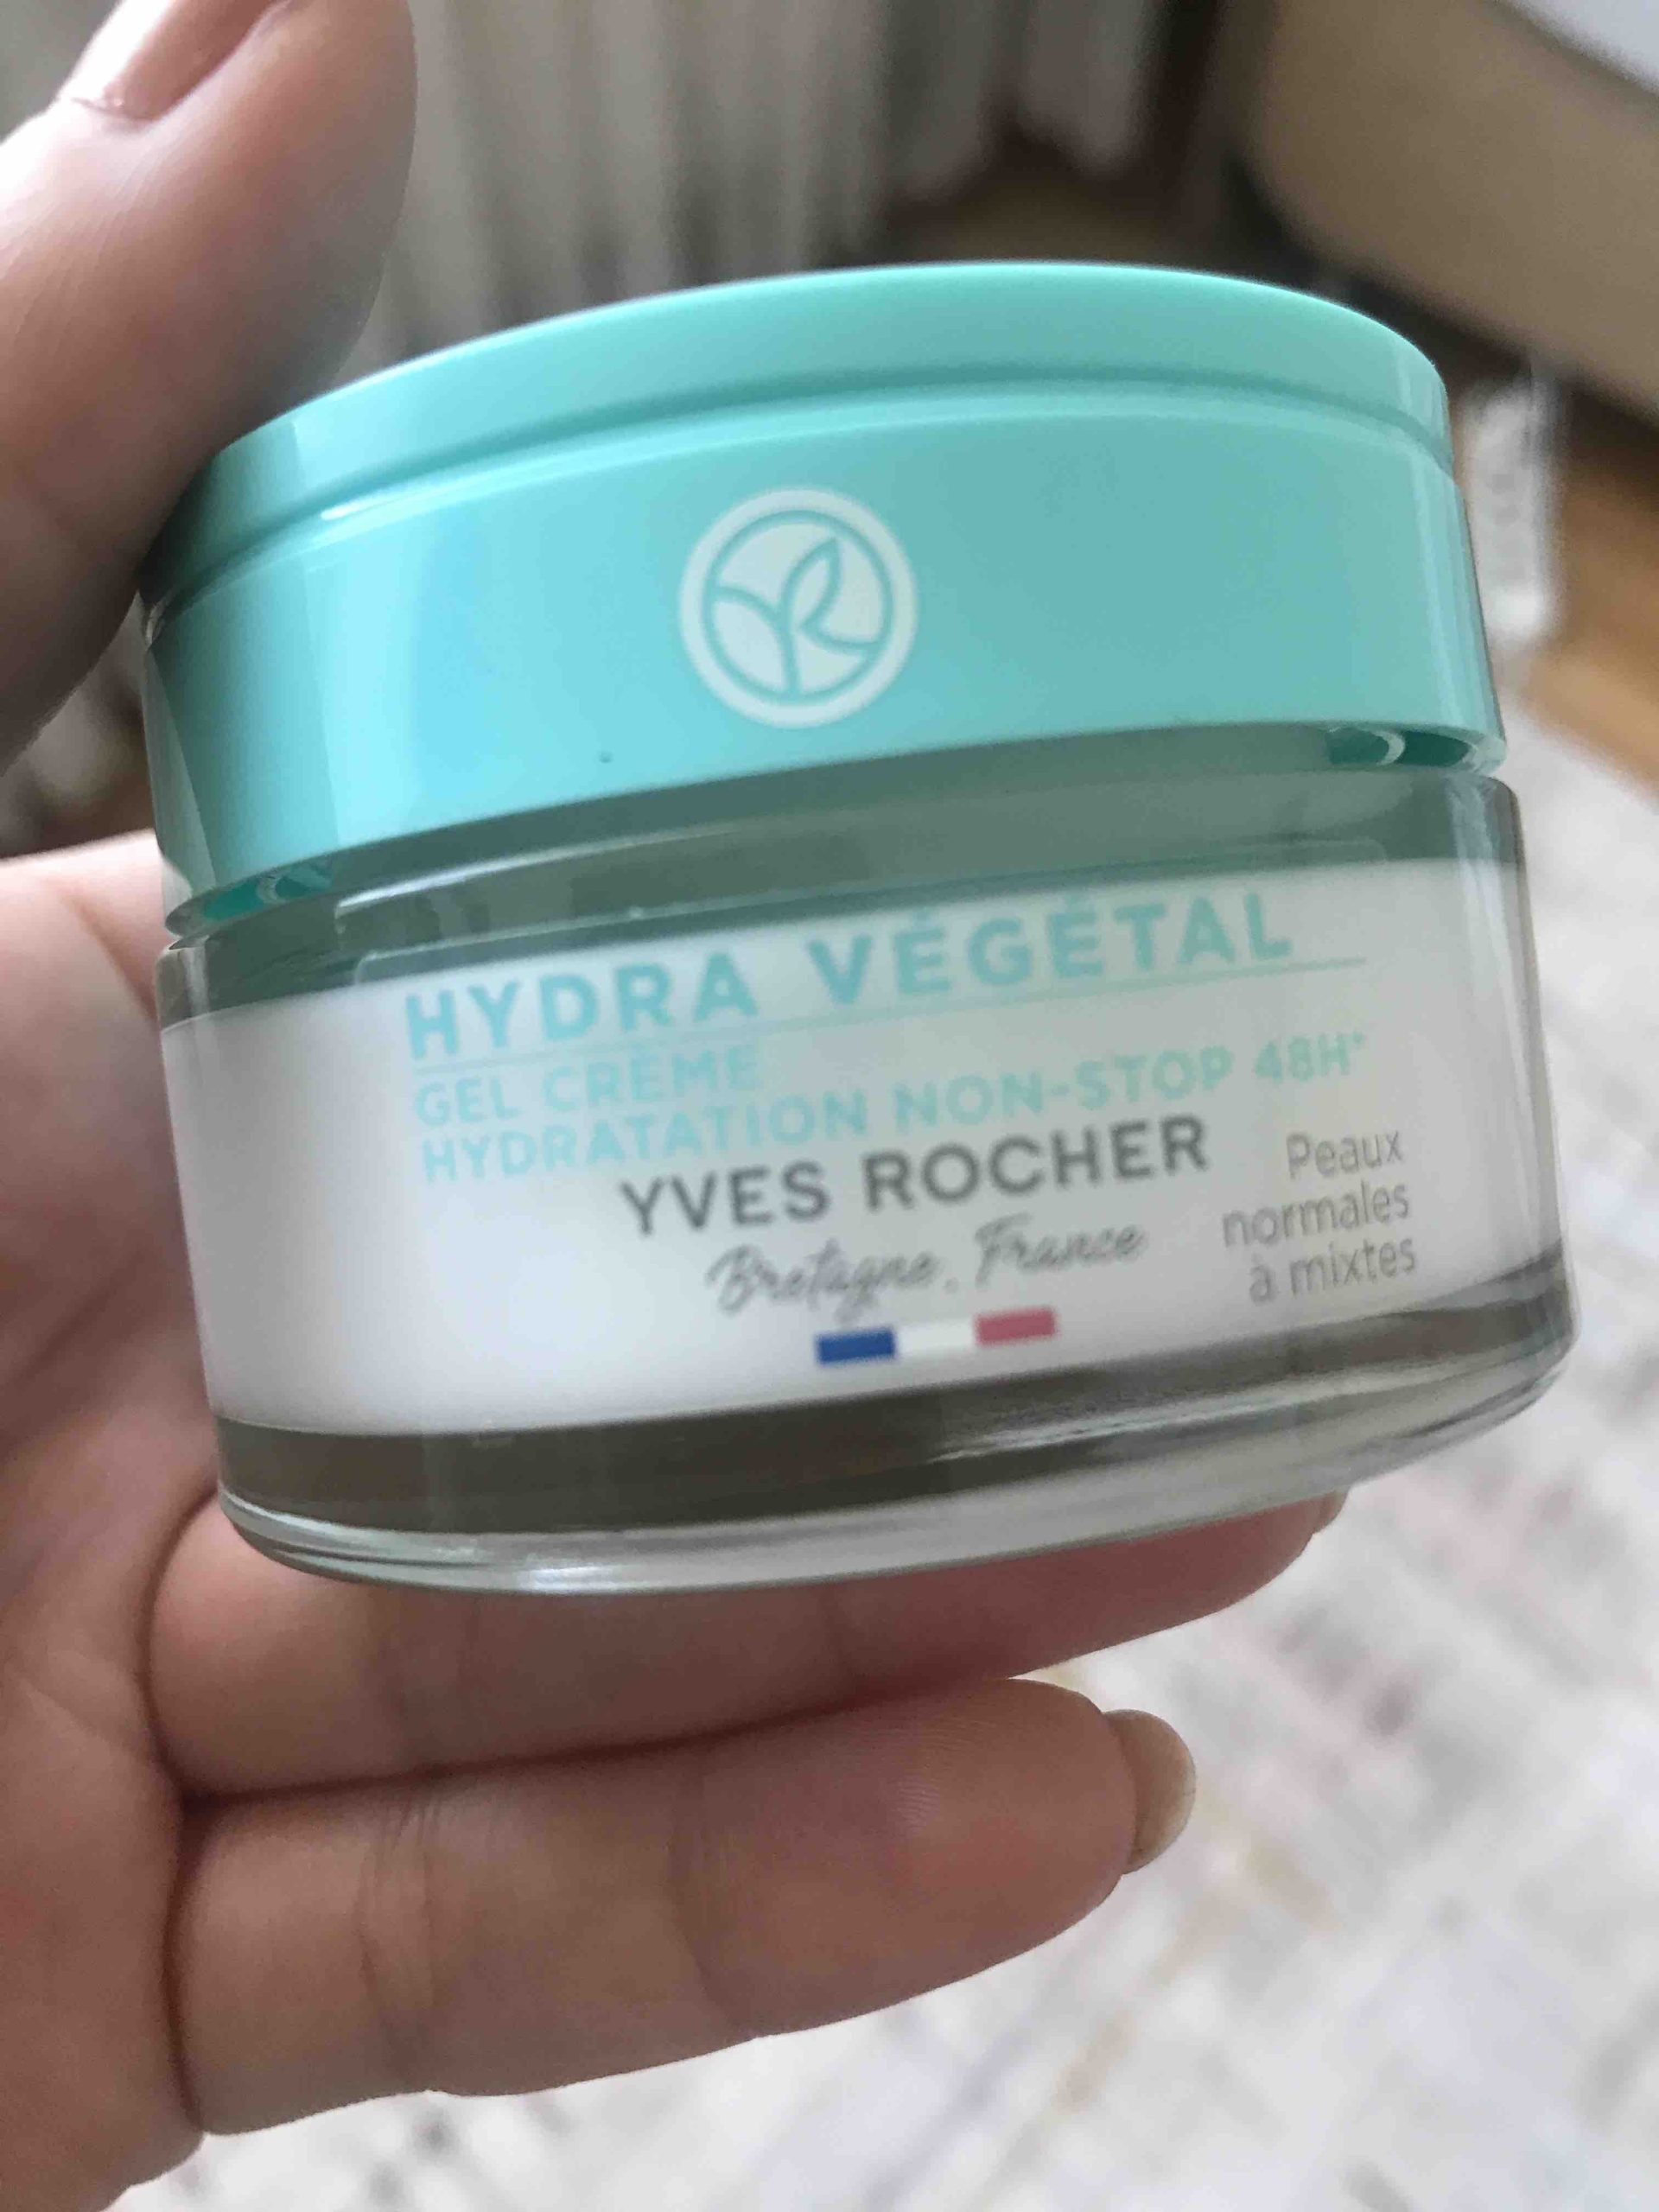 HYDRA VÉGÉTAL
GEL CRÈME
HYDRATATION NON-STOP 48H*
YVES ROCHER
Bretagne, France
Peaux
normales
à mixtes